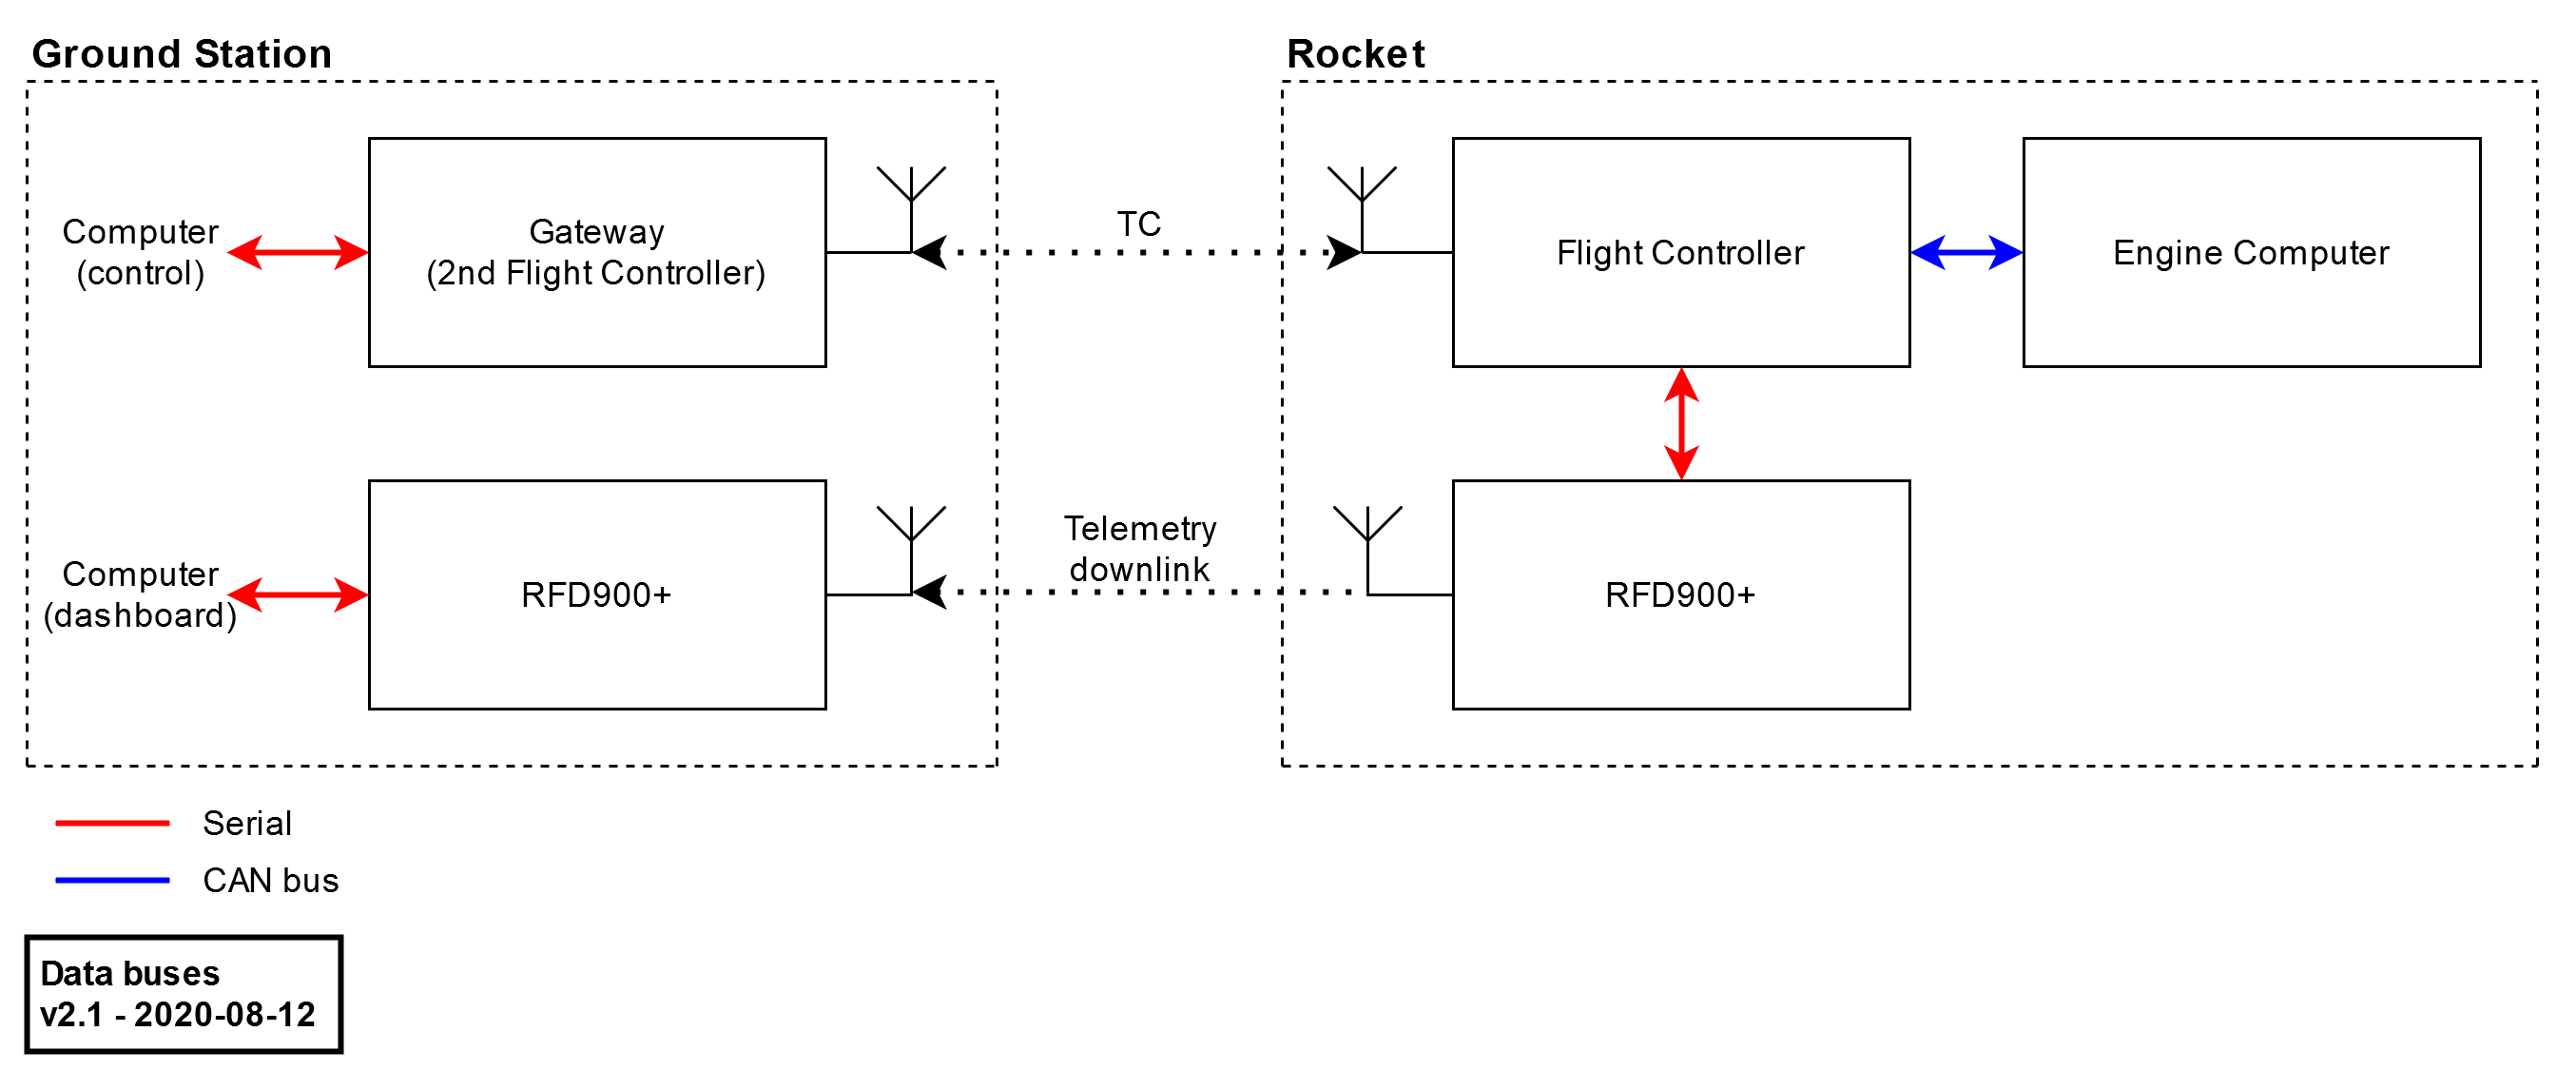 Ground Station
Rocket
Computer
(control)
Gateway
(2nd Flight Controller)
TC
Flight Controller
Engine Computer
Computer
(dashboard)
RFD900+
Telemetry
downlink
RFD900+
Serial
CAN bus
Data buses
v2.1 - 2020-08-12